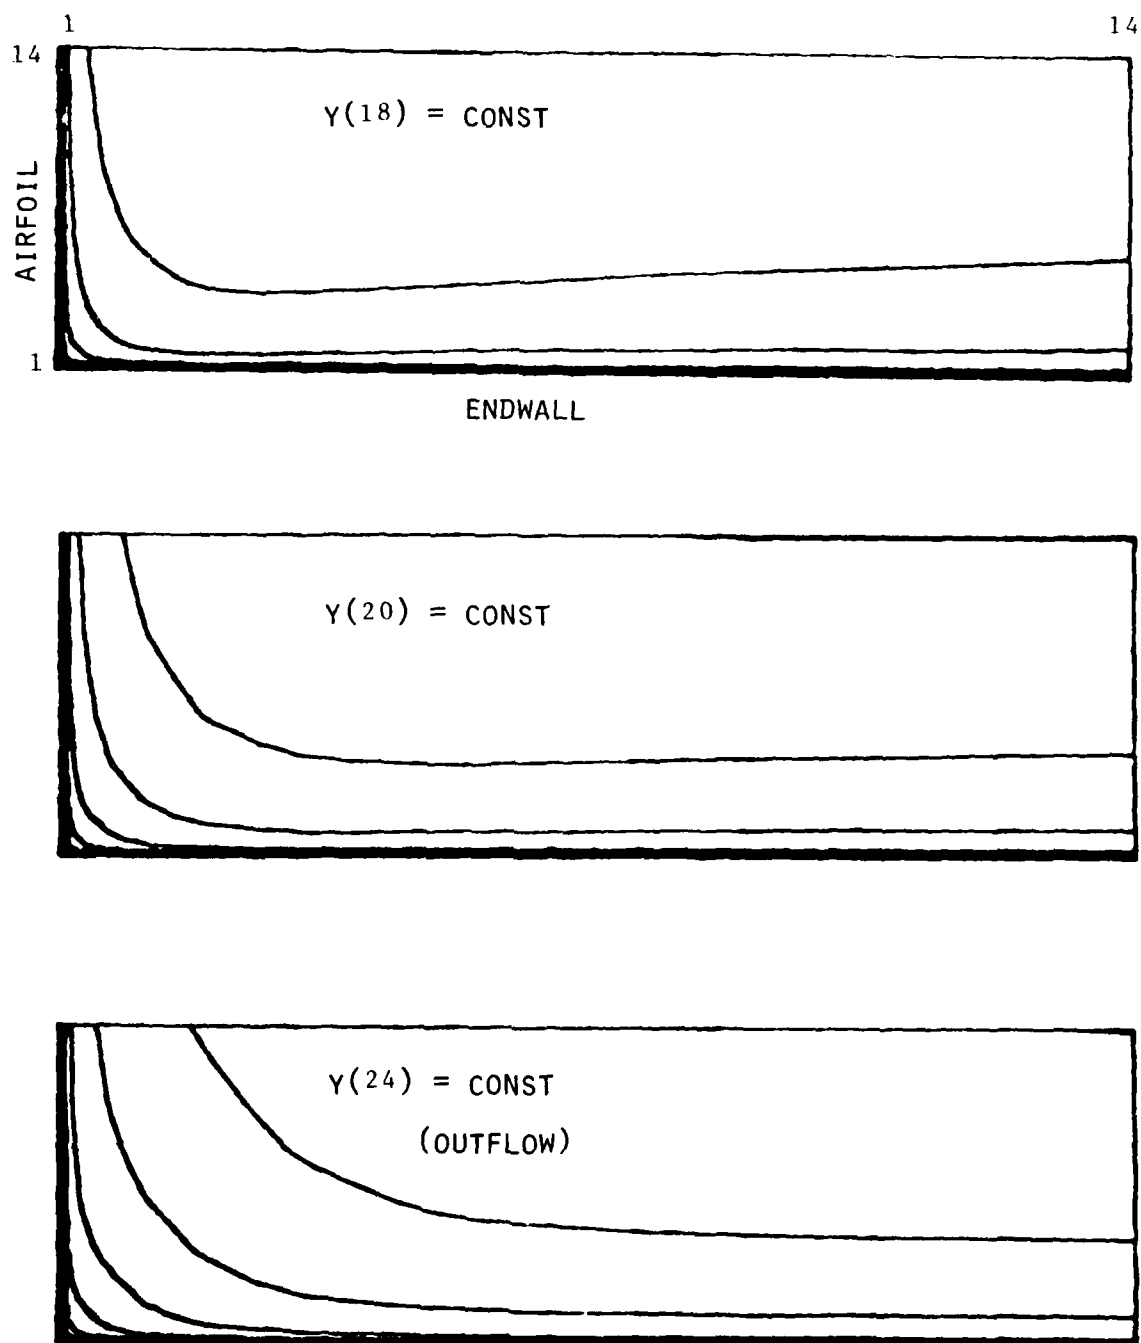 1 14
14
Y(18) = CONST
AIRFOIL
1
ENDWALL
Y(20) = CONST
Y(24) = CONST
(OUTFLOW)